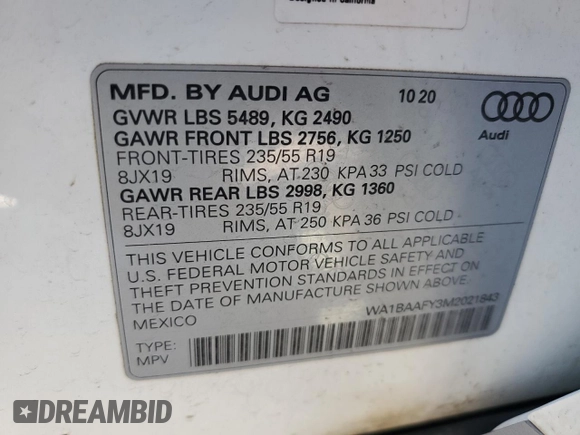 Designed in California
MFD. BY AUDI AG 10 20
GVWR LBS 5489, KG 2490
GAWR FRONT LBS 2756, KG 1250
FRONT-TIRES 235/55 R19
8JX19 RIMS, AT 230 KPA 33 PSI COLD
GAWR REAR LBS 2998, KG 1360
REAR-TIRES 235/55 R19
8JX19 RIMS, AT 250 KPA 36 PSI COLD
Audi
THIS VEHICLE CONFORMS TO ALL APPLICABLE
U.S. FEDERAL MOTOR VEHICLE SAFETY AND
THEFT PREVENTION STANDARDS IN EFFECT ON
THE DATE OF MANUFACTURE SHOWN ABOVE
MEXICO
WA1BAAFY3M2021843
TYPE:
MPV
DREAMBID